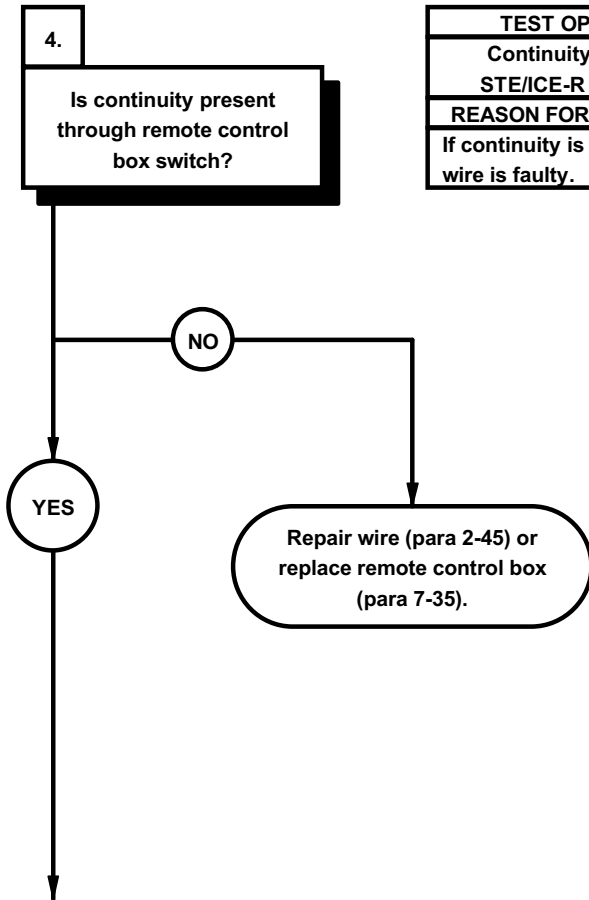 4.
Is continuity present
through remote control
box switch?
TEST OP
Continuity
STE/ICE-R
REASON FOR
If continuity is
wire is faulty.
NO
YES
Repair wire (para 2-45) or
replace remote control box
(para 7-35).